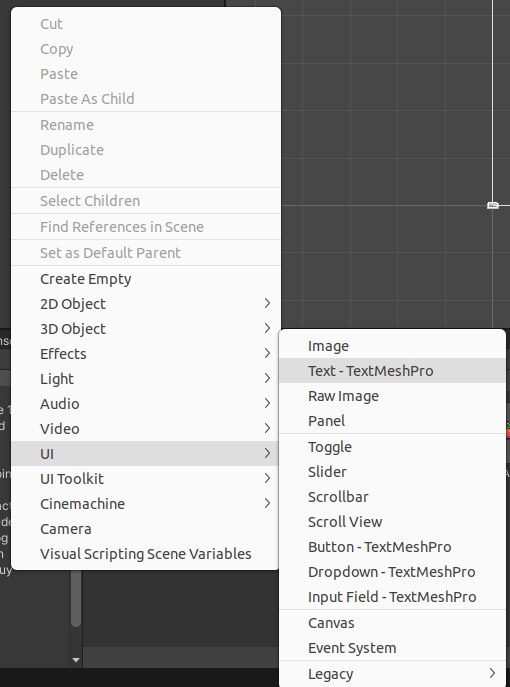 Cut
Copy
Paste
Paste As Child
Rename
Duplicate
Delete
Select Children
Find References in Scene
Set as Default Parent
Create Empty
2D Object
3D Object
Effects
Light
Audio
Video
UI
UI Toolkit
Cinemachine
Camera
Visual Scripting Scene Variables
Image
Text - TextMeshPro
Raw Image
Panel
Toggle
Slider
Scrollbar
Scroll View
Button - TextMeshPro
Dropdown - TextMeshPro
Input Field - TextMeshPro
Canvas
Event System
Legacy